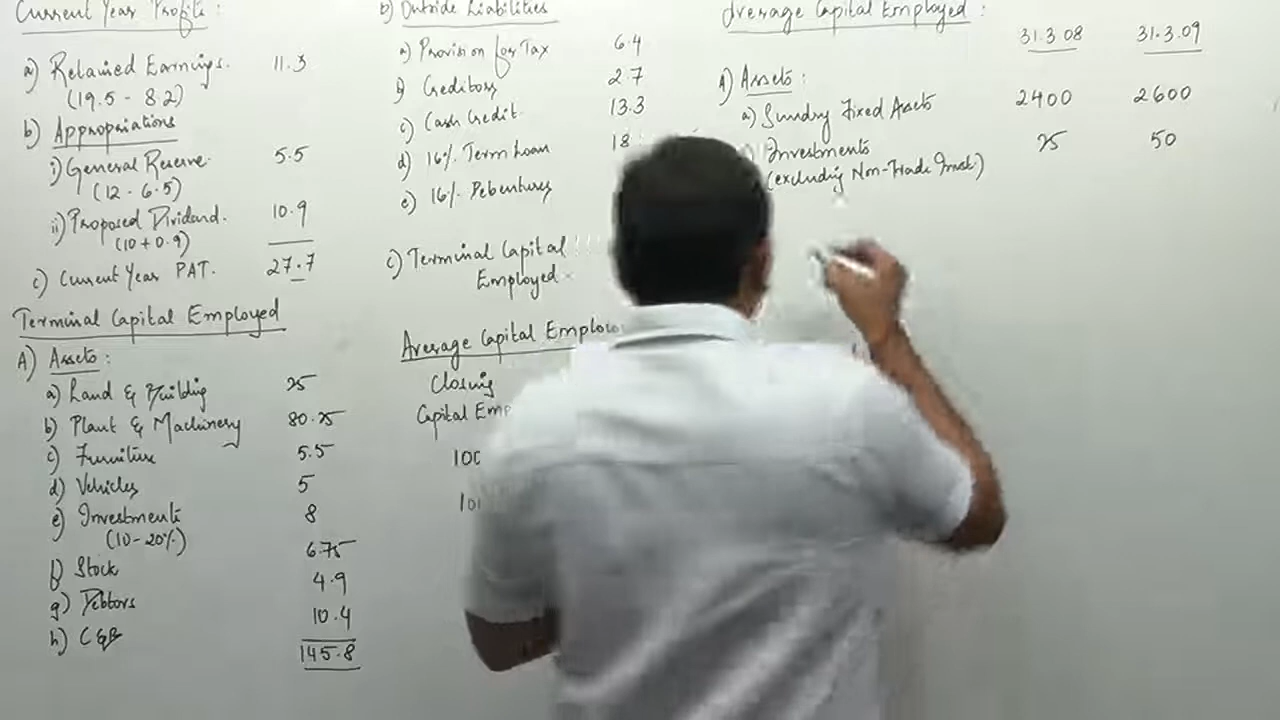 Current Year Profits :
a) Retained Earnings. 11.3
(19.5 - 8.2)
b) Appropriations
i) General Reserve. 5.5
(12 - 6.5)
ii) Proposed Dividend. 10.9
(10 + 0.9)
c) Current Year PAT. 27.7
Terminal Capital Employed
A) Assets :
a) Land & Building 25
b) Plant & Machinery 80.25
c) Furniture 5.5
d) Vehicles 5
e) Investments 8
(10-20%)
f) Stock 6.75
g) Debtors 4.9
h) C&B 10.4
145.8
b) Outside Liabilities
a) Provision for Tax 6.4
b) Creditors 2.7
c) Cash Credit. 13.3
d) 16% Term Loan 18
e) 16% Debentures
c) Terminal Capital
Employed
Average Capital Emplo
Closing
Capital Emp
100
Average Capital Employed :
31.3.08 31.3.09
A) Assets :
a) Sundry Fixed Assets 2400 2600
Investments 25 50
(excluding Non-Trade Invst.)